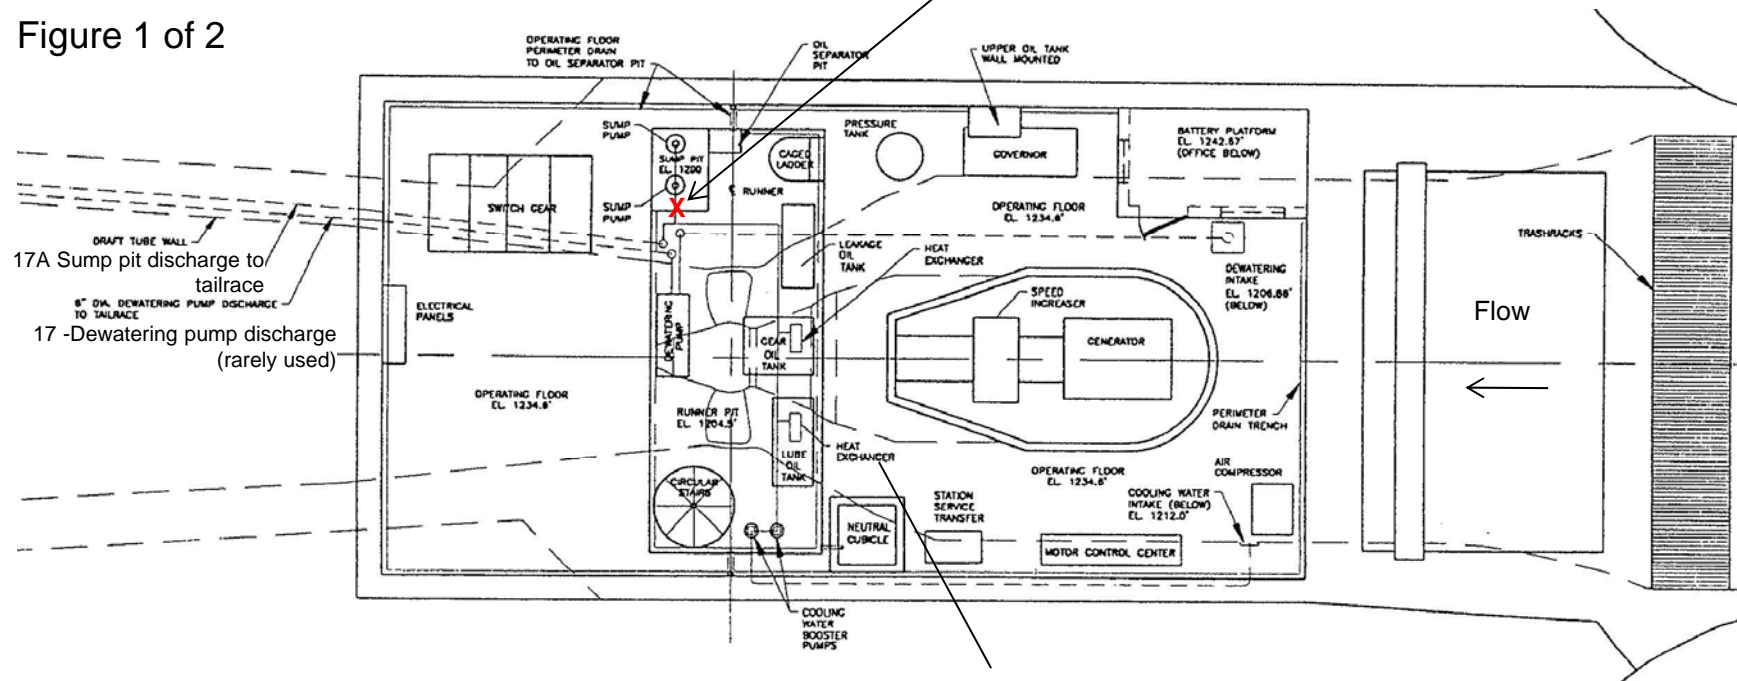 Figure 1 of 2
OPERATING FLOOR
PERIMETER DRAIN
TO OIL SEPARATOR PIT
OIL
SEPARATOR
PIT
UPPER OIL TANK
WALL MOUNTED
SUMP
PUMP
SUMP PIT
EL. 1200
SUMP
PUMP
X
CAGED
LADDER
RUNNER
PRESSURE
TANK
GOVERNOR
BATTERY PLATFORM
EL. 1242.67'
(OFFICE BELOW)
SWITCH GEAR
OPERATING FLOOR
EL. 1234.6'
TRASHRACKS
DRAFT TUBE WALL
17A Sump pit discharge to
tailrace
6" DIA. DEWATERING PUMP DISCHARGE
TO TAILRACE
17 -Dewatering pump discharge
(rarely used)
ELECTRICAL
PANELS
LEAKAGE
OIL
TANK
HEAT
EXCHANGER
DEWATERING
INTAKE
EL. 1206.66'
(BELOW)
SPEED
INCREASER
Flow
DEWATERING
PUMP
GEAR
OIL
TANK
GENERATOR
OPERATING FLOOR
EL. 1234.6'
RUNNER PIT
EL. 1204.5'
PERIMETER
DRAIN TRENCH
HEAT
EXCHANGER
LUBE
OIL
TANK
CIRCULAR
STAIRS
OPERATING FLOOR
EL. 1234.6'
AIR
COMPRESSOR
COOLING WATER
INTAKE (BELOW)
EL. 1212.0'
STATION
SERVICE
TRANSFER
NEUTRAL
CUBICLE
MOTOR CONTROL CENTER
COOLING
WATER
BOOSTER
PUMPS